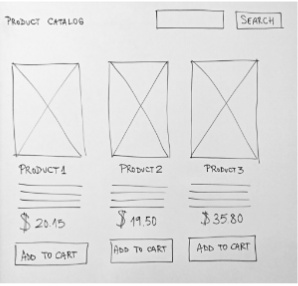 PRODUCT CATALOG SEARCH
PRODUCT 1 PRODUCT 2 PRODUCT 3
$ 20.15 $ 19.50 $ 35.80
ADD TO CART ADD TO CART ADD TO CART